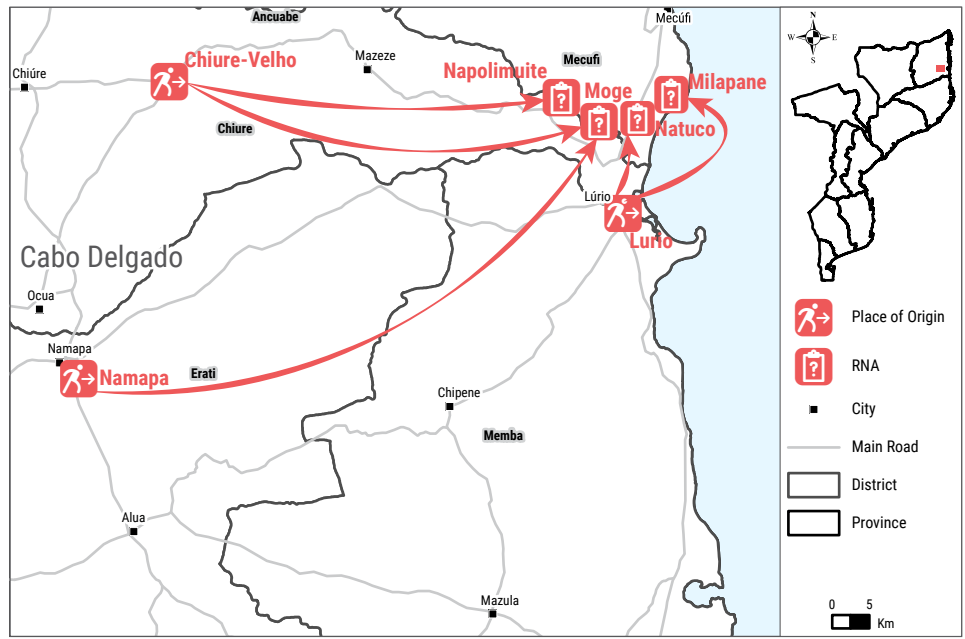 Ancuabe
Mecúfi
Chiure-Velho
Mazeze
Mecufi
Chiúre
Napolimuite
Moge
Milapane
Chiure
Natuco
Lúrio
Lurio
Cabo Delgado
Ocua
Namapa
Namapa
Erati
Chipene
Memba
Alua
Mazula
N
W
E
S
Place of Origin
? RNA
City
Main Road
District
Province
0 5
Km